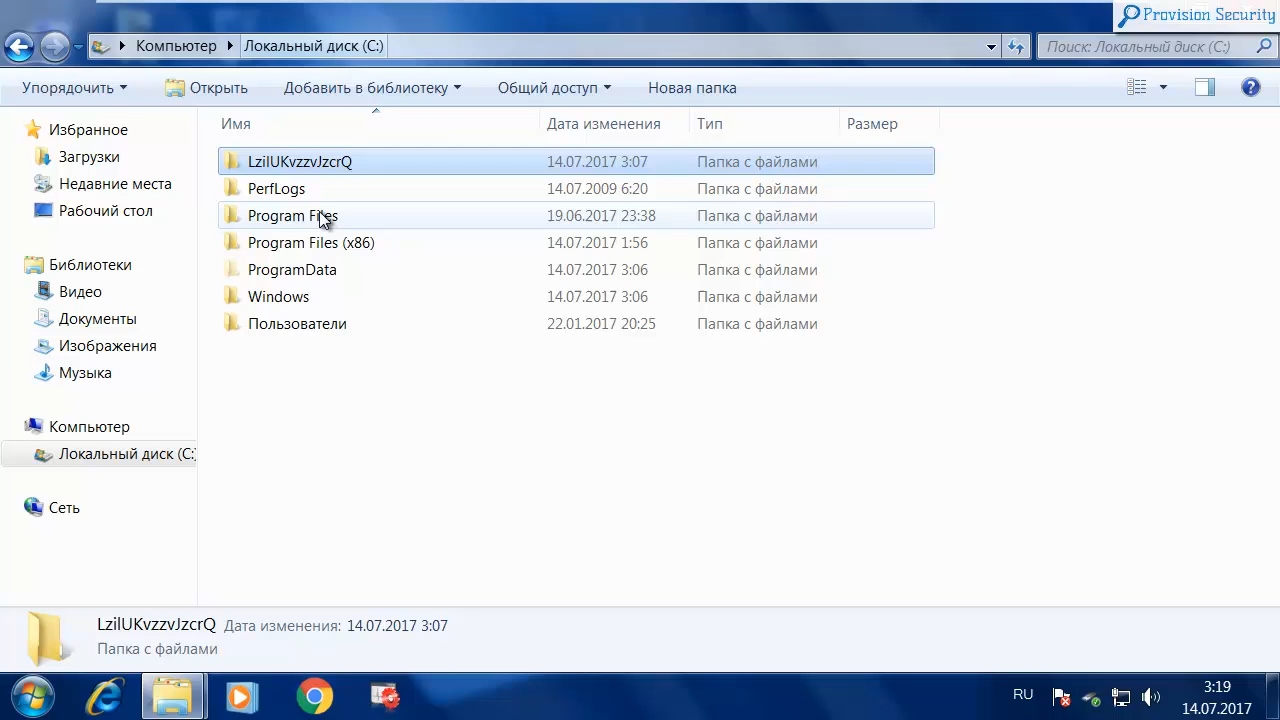 Provision Security
Компьютер Локальный диск (C:)
Поиск: Локальный диск (C:)
Упорядочить Открыть Добавить в библиотеку Общий доступ Новая папка
Имя Дата изменения Тип Размер
Избранное
Загрузки
Недавние места
Рабочий стол
Библиотеки
Видео
Документы
Изображения
Музыка
Компьютер
Локальный диск (C:)
Сеть
LzilUKvzzvJzcrQ 14.07.2017 3:07 Папка с файлами
PerfLogs 14.07.2009 6:20 Папка с файлами
Program Files 19.06.2017 23:38 Папка с файлами
Program Files (x86) 14.07.2017 1:56 Папка с файлами
ProgramData 14.07.2017 3:06 Папка с файлами
Windows 14.07.2017 3:06 Папка с файлами
Пользователи 22.01.2017 20:25 Папка с файлами
LzilUKvzzvJzcrQ Дата изменения: 14.07.2017 3:07
Папка с файлами
RU
3:19
14.07.2017